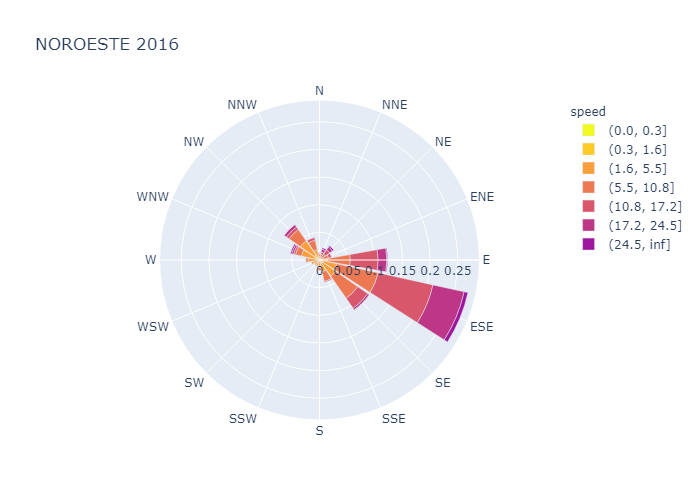 NOROESTE 2016
N
NNW
NNE
NW
NE
WNW
ENE
W
E
0 0.05 0.1 0.15 0.2 0.25
WSW
ESE
SW
SE
SSW
SSE
S
speed
(0.0, 0.3]
(0.3, 1.6]
(1.6, 5.5]
(5.5, 10.8]
(10.8, 17.2]
(17.2, 24.5]
(24.5, inf]